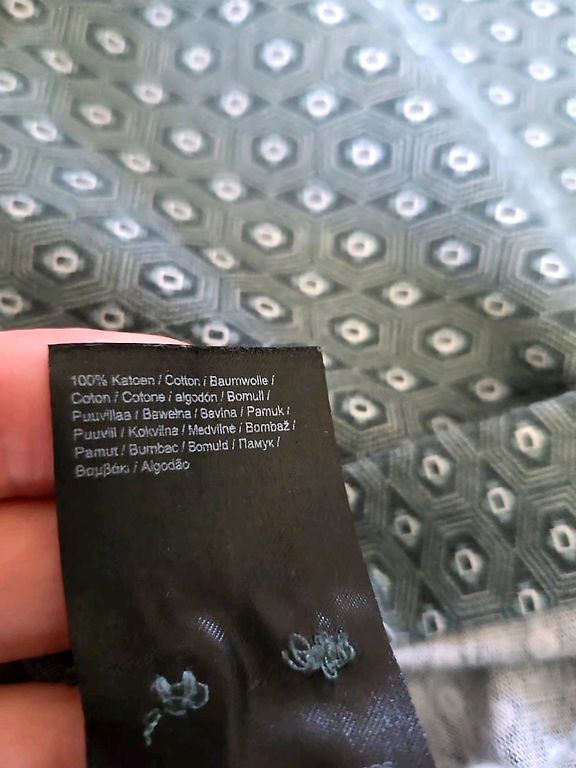 100% Katoen / Cotton / Baumwolle /
Coton / Cotone / algodón / Bomull /
Puuvillaa / Bawełna / Bavlna / Pamuk /
Puuvill / Kokvilna / Medvilnė / Bombaž /
Pamut / Bumbac / Bomuld / Памук /
Βαμβάκι / Algodão